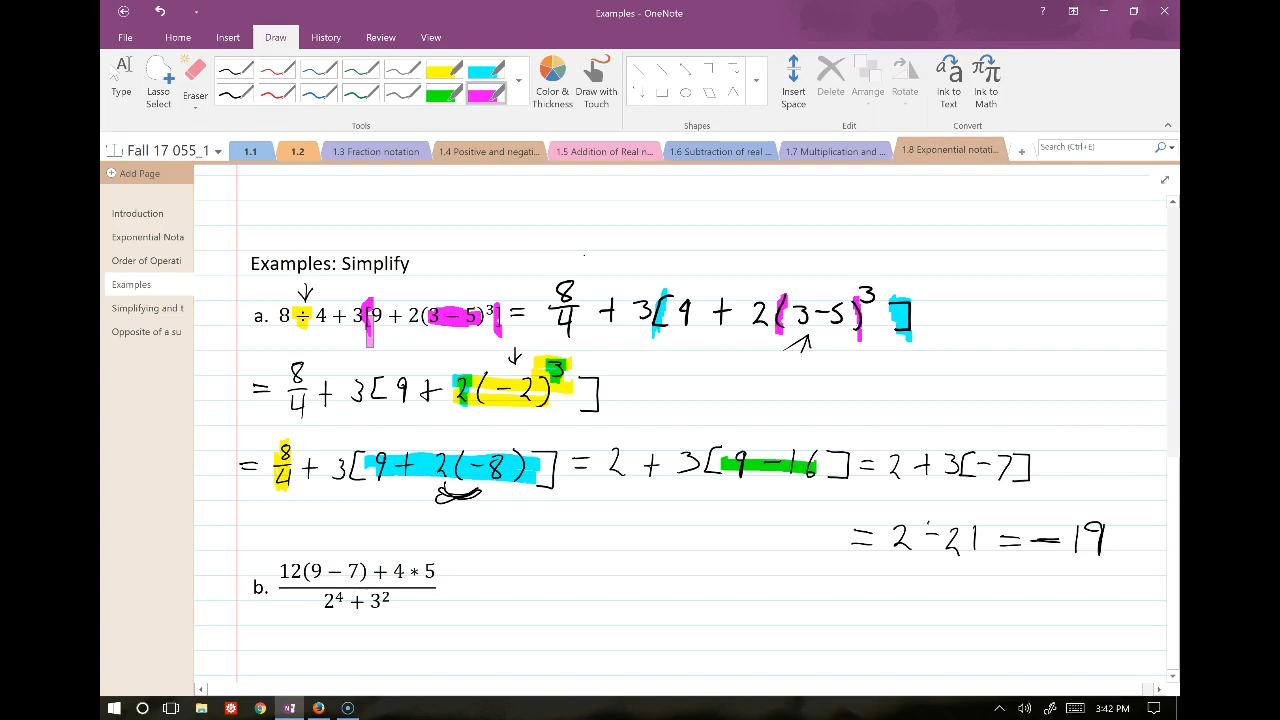 Examples - OneNote
?
File Home Insert Draw History Review View
Type Lasso Select Eraser Color & Thickness Draw with Touch Insert Space Delete Arrange Rotate Ink to Text Ink to Math
Tools Shapes Edit Convert
Fall 17 055_1 1.1 1.2 1.3 Fraction notation 1.4 Positive and negati... 1.5 Addition of Real n... 1.6 Subtraction of real ... 1.7 Multiplication and ... 1.8 Exponential notati... Search (Ctrl+E)
Add Page
Introduction
Exponential Nota
Order of Operati
Examples
Simplifying and t
Opposite of a su
Examples: Simplify
a. 8 ÷ 4 + 3[9 + 2(3 − 5)³] = 8/4 + 3[9 + 2(3−5)³]
= 8/4 + 3[9 + 2(−2)³]
= 8/4 + 3[9 + 2(−8)] = 2 + 3[9 − 16] = 2 + 3[−7]
= 2 − 21 = −19
b. 12(9 − 7) + 4 ∗ 5
2⁴ + 3²
3:42 PM